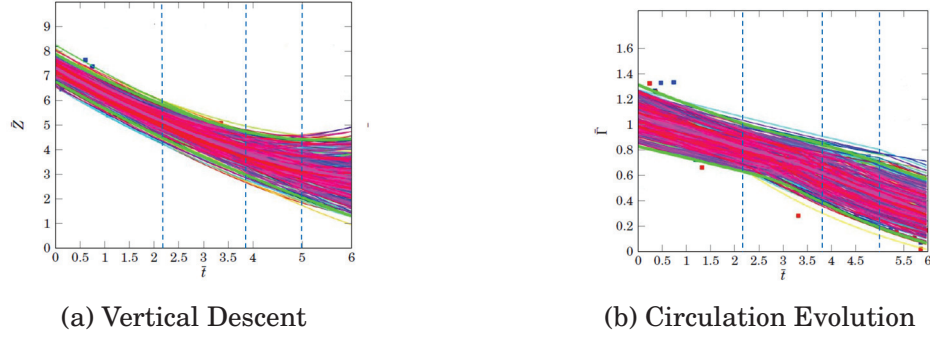 9
8
7
6
5
4
3
2
1
0
Z̄
0 0.5 1 1.5 2 2.5 3 3.5 4 5 6
t̄
(a) Vertical Descent
1.6
1.4
1.2
1
0.8
0.6
0.4
0.2
0
Γ̄
0 0.5 1 1.5 2 2.5 3 3.5 4 4.5 5.5 6
t̄
(b) Circulation Evolution